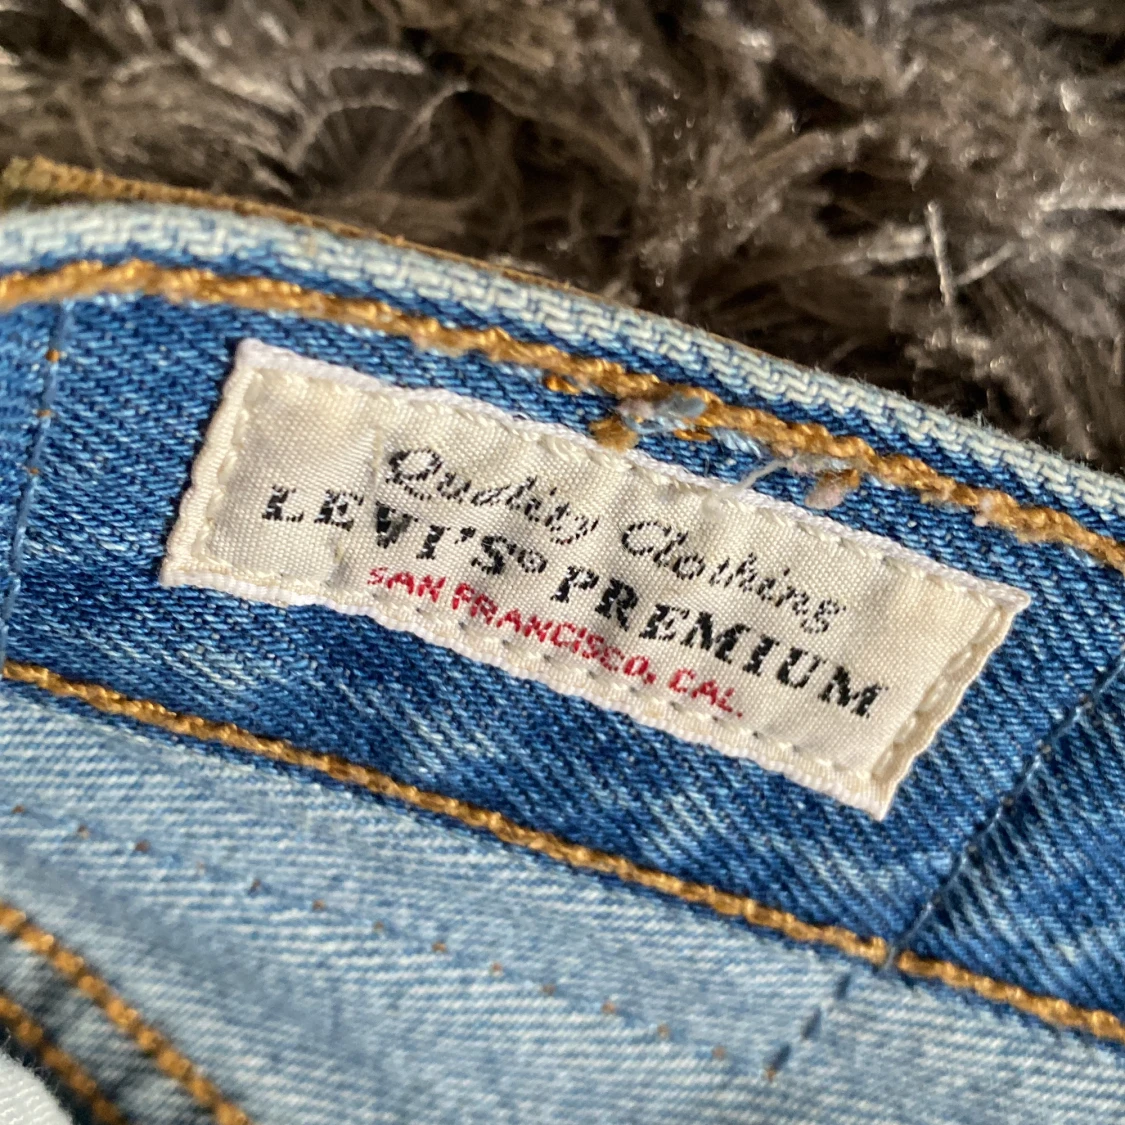 Quality Clothing
LEVI'S® PREMIUM
SAN FRANCISCO, CAL.